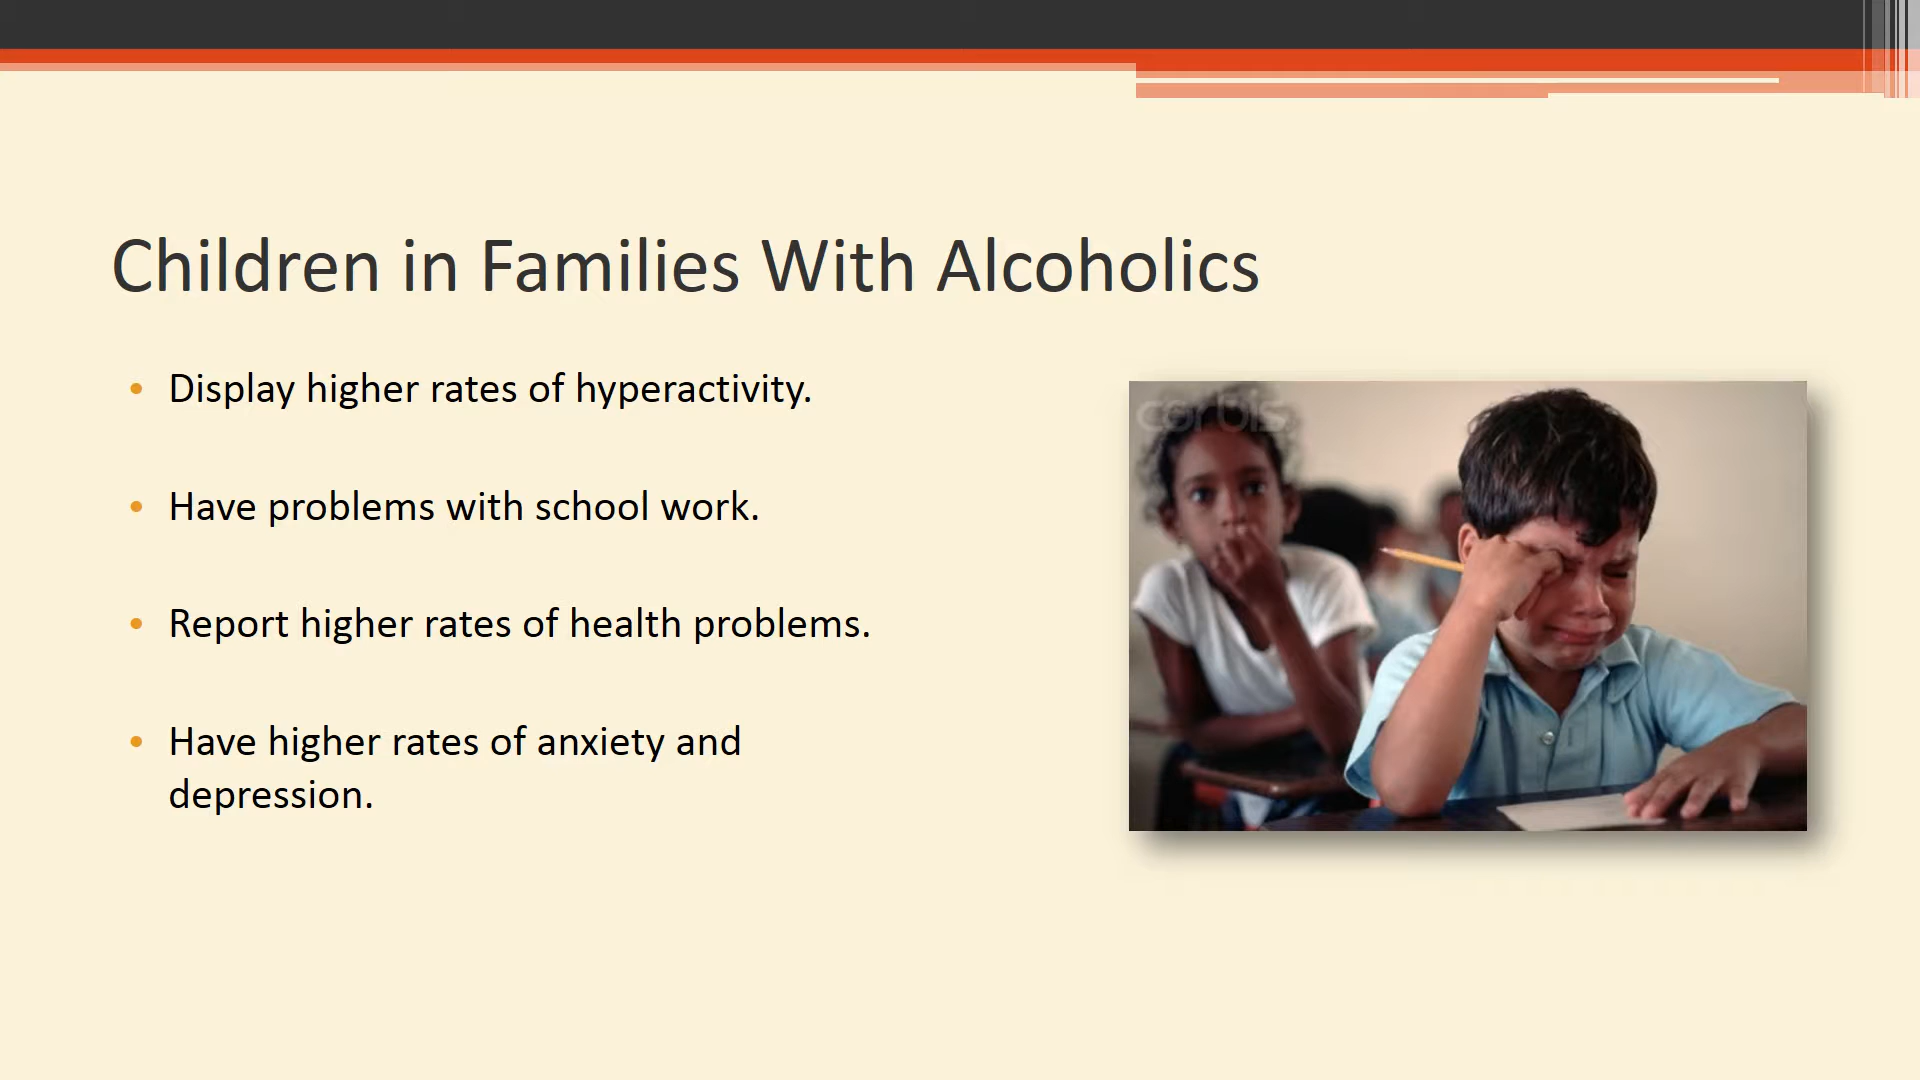 Children in Families With Alcoholics
• Display higher rates of hyperactivity.
• Have problems with school work.
• Report higher rates of health problems.
• Have higher rates of anxiety and
depression.
corbis.